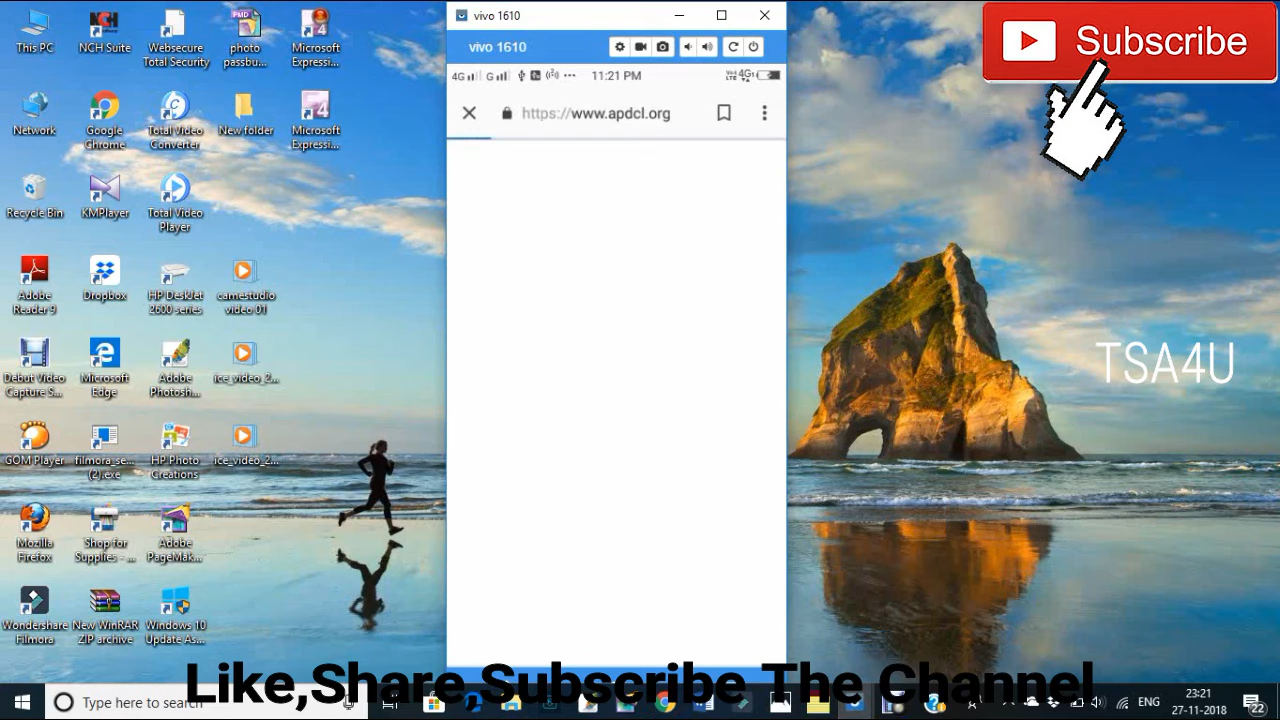 This PC
NCH Suite
Websecure
Total Security
photo
passbu...
Microsoft
Expressi...
Network
Google
Chrome
Total Video
Converter
New folder
Microsoft
Expressi...
Recycle Bin
KMPlayer
Total Video
Player
Adobe
Reader 9
Dropbox
HP DeskJet
2600 series
camestudio
video 01
Debut Video
Capture S...
Microsoft
Edge
Adobe
Photosh...
ice_video_2...
GOM Player
filmora_se...
(2).exe
HP Photo
Creations
ice_video_2...
Mozilla
Firefox
Shop for
Supplies - ...
Adobe
PageMak...
Wondershare
Filmora
New WinRAR
ZIP archive
Windows 10
Update As...
vivo 1610
vivo 1610
4G G 11:21 PM VoLTE 4G
https://www.apdcl.org
Subscribe
TSA4U
Like,Share,Subscribe The Channel
Type here to search
ENG
23:21
27-11-2018
22